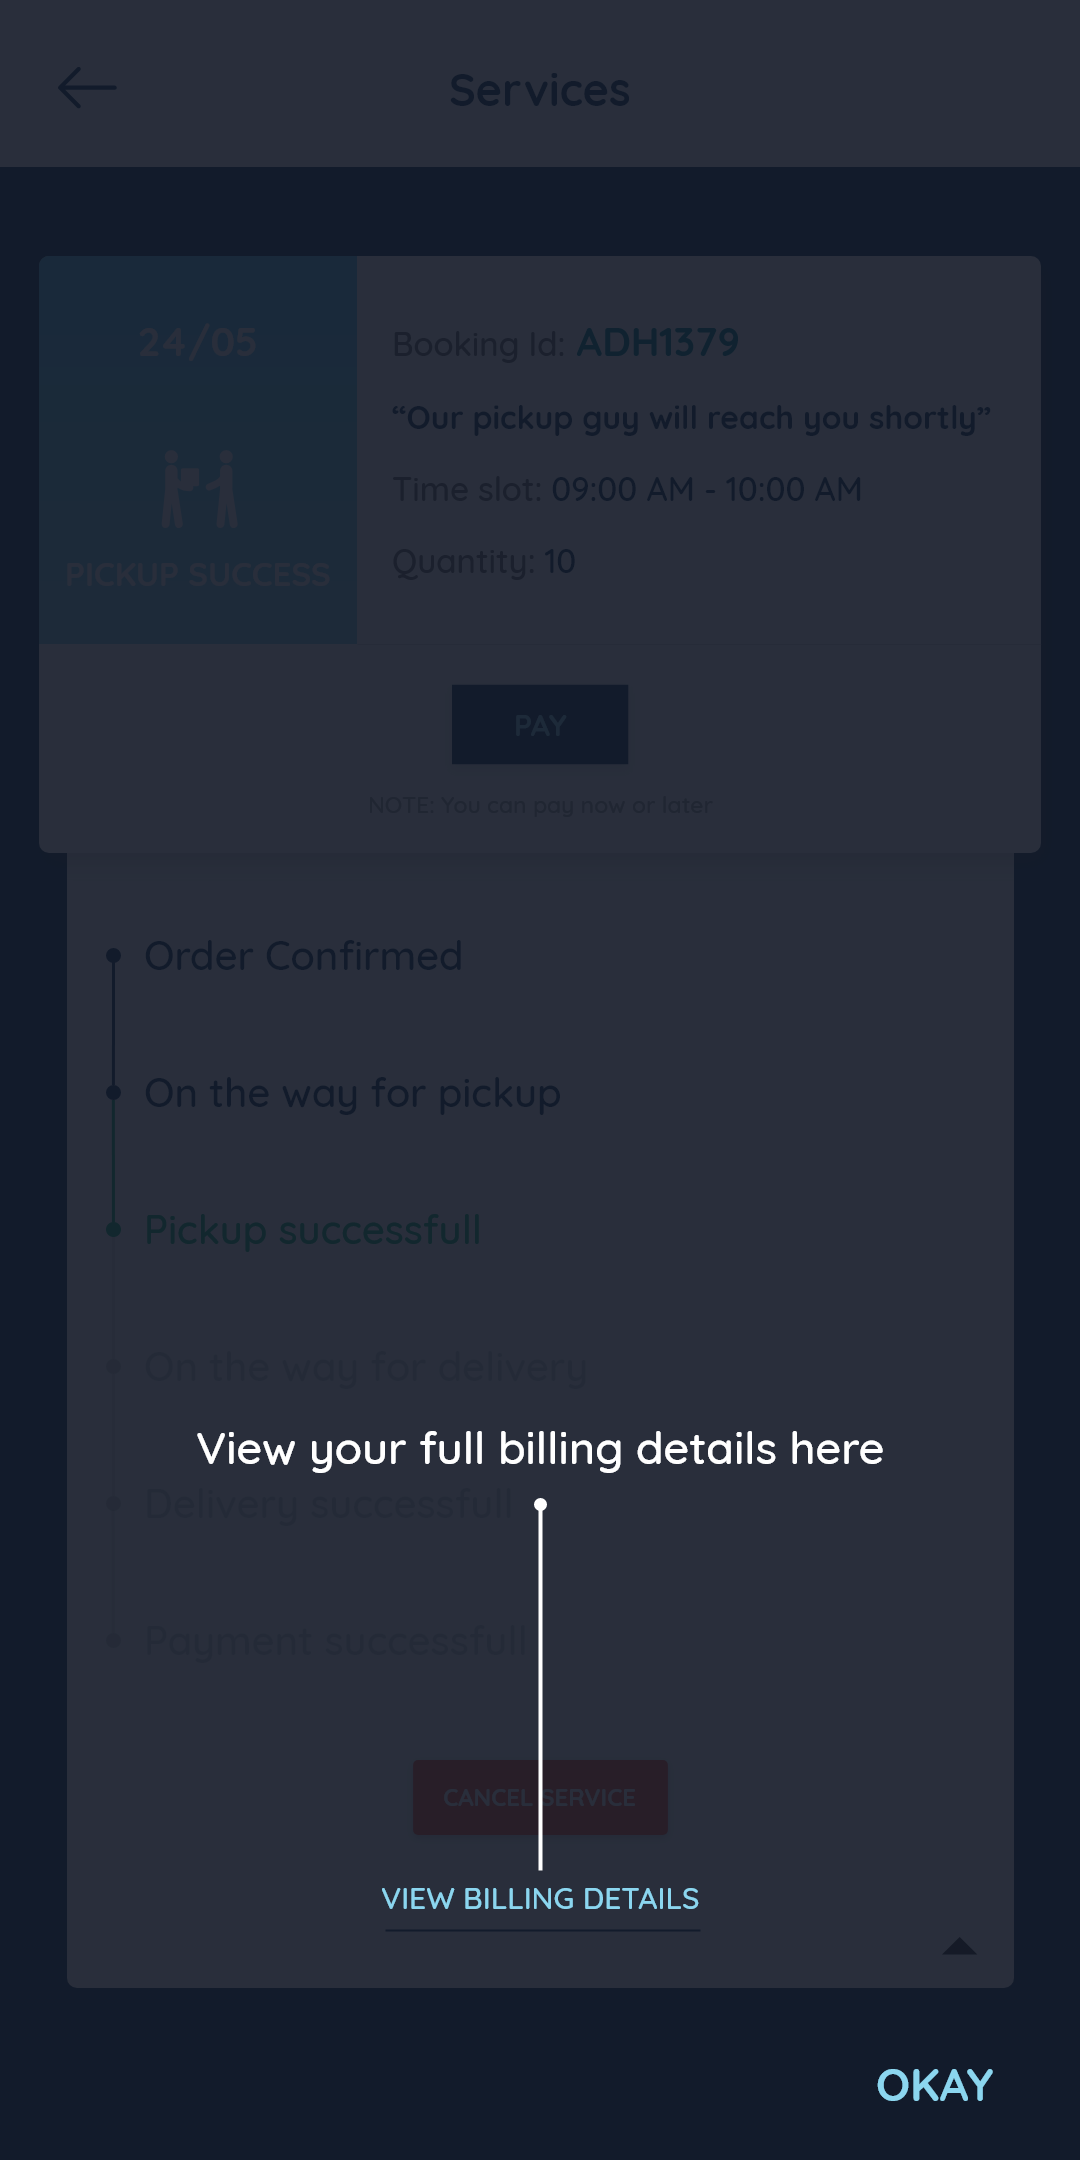 Services
24/05
PICKUP SUCCESS
Booking Id: ADH1379
“Our pickup guy will reach you shortly”
Time slot: 09:00 AM - 10:00 AM
Quantity: 10
PAY
NOTE: You can pay now or later
Order Confirmed
On the way for pickup
Pickup successfull
On the way for delivery
View your full billing details here
Delivery successfull
Payment successfull
CANCEL SERVICE
VIEW BILLING DETAILS
OKAY